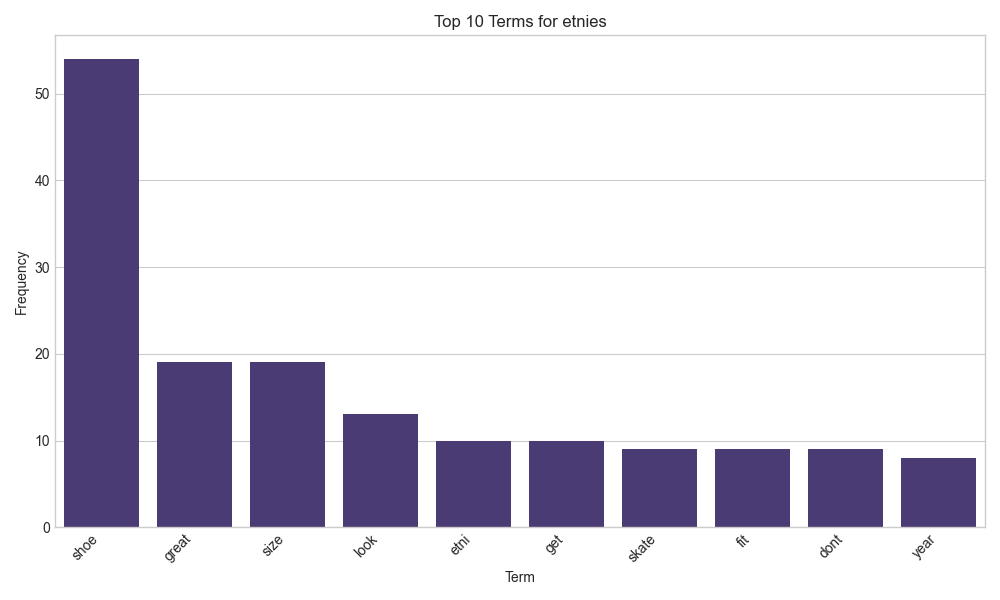 Top 10 Terms for etnies
Frequency
50
40
30
20
10
0
shoe
great
size
look
etni
get
skate
fit
dont
year
Term